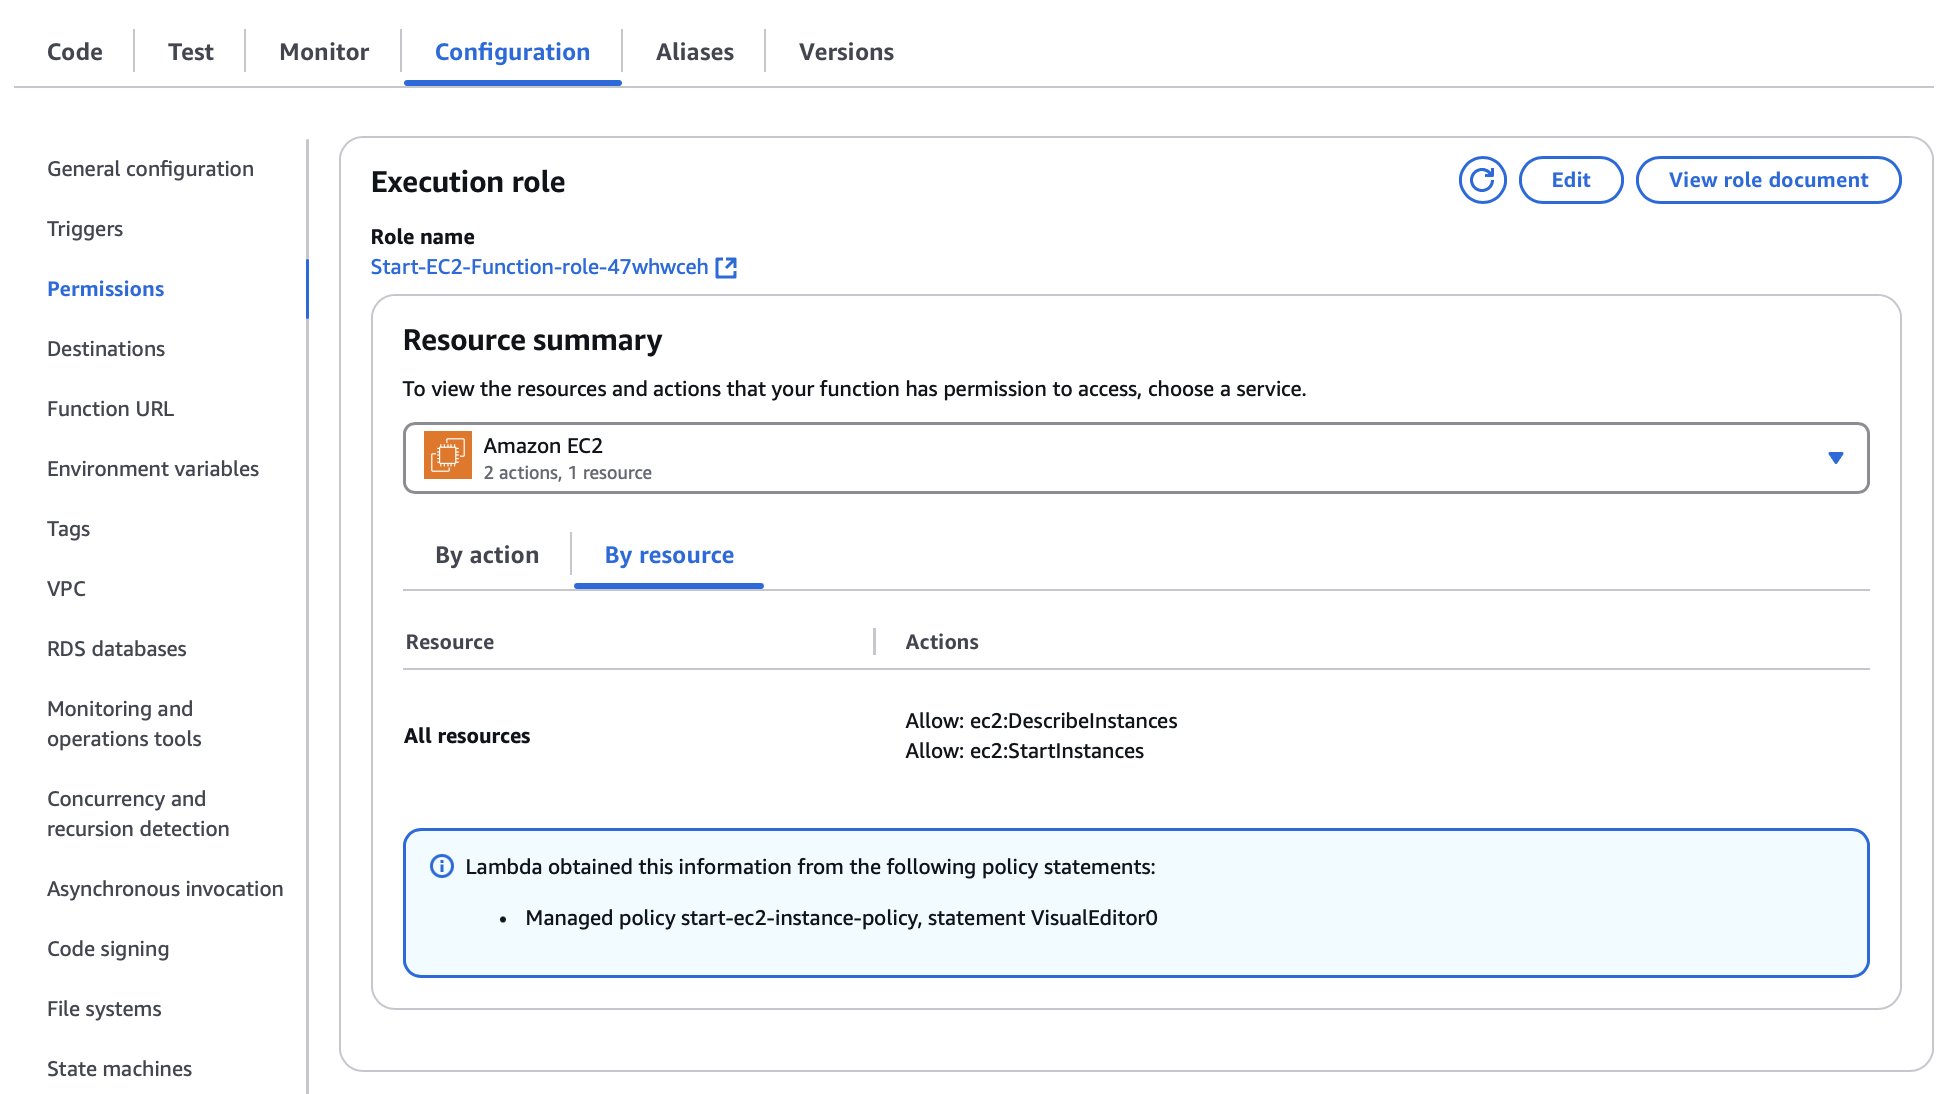 Code
Test
Monitor
Configuration
Aliases
Versions
General configuration
Triggers
Permissions
Destinations
Function URL
Environment variables
Tags
VPC
RDS databases
Monitoring and
operations tools
Concurrency and
recursion detection
Asynchronous invocation
Code signing
File systems
State machines
Execution role
Edit
View role document
Role name
Start-EC2-Function-role-47whwceh
Resource summary
To view the resources and actions that your function has permission to access, choose a service.
Amazon EC2
2 actions, 1 resource
By action
By resource
Resource
Actions
All resources
Allow: ec2:DescribeInstances
Allow: ec2:StartInstances
Lambda obtained this information from the following policy statements:
• Managed policy start-ec2-instance-policy, statement VisualEditor0